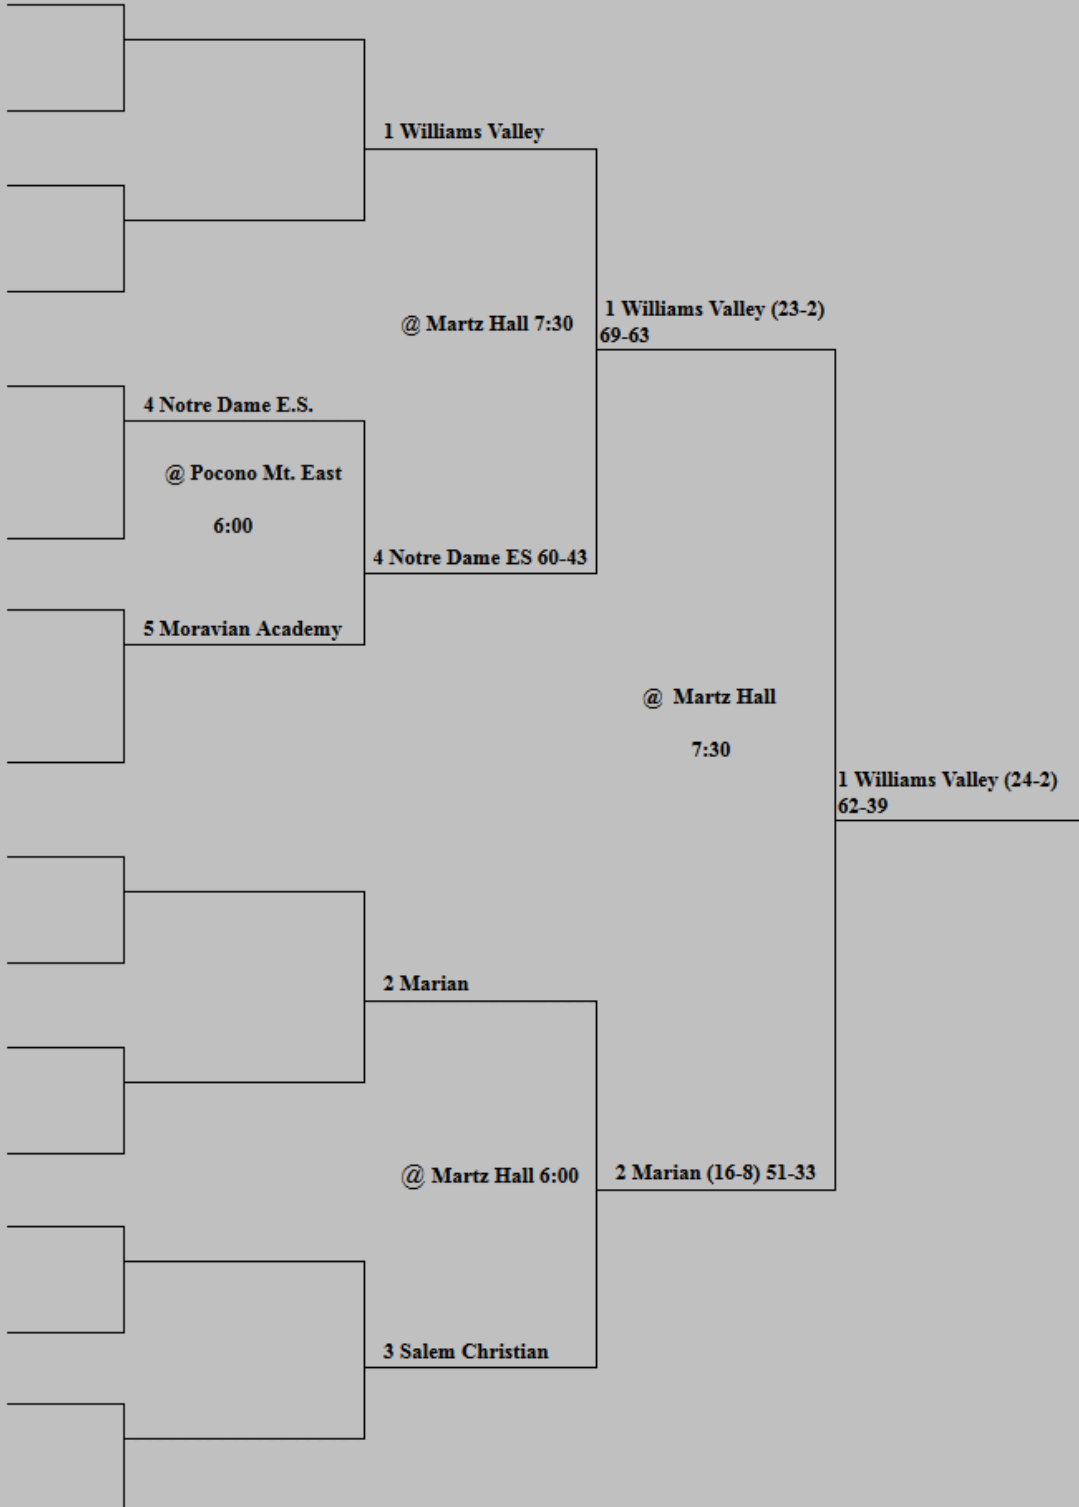 1 Williams Valley
@ Martz Hall 7:30
1 Williams Valley (23-2)
69-63
4 Notre Dame E.S.
@ Pocono Mt. East
6:00
4 Notre Dame ES 60-43
5 Moravian Academy
@ Martz Hall
7:30
1 Williams Valley (24-2)
62-39
2 Marian
@ Martz Hall 6:00
2 Marian (16-8) 51-33
3 Salem Christian